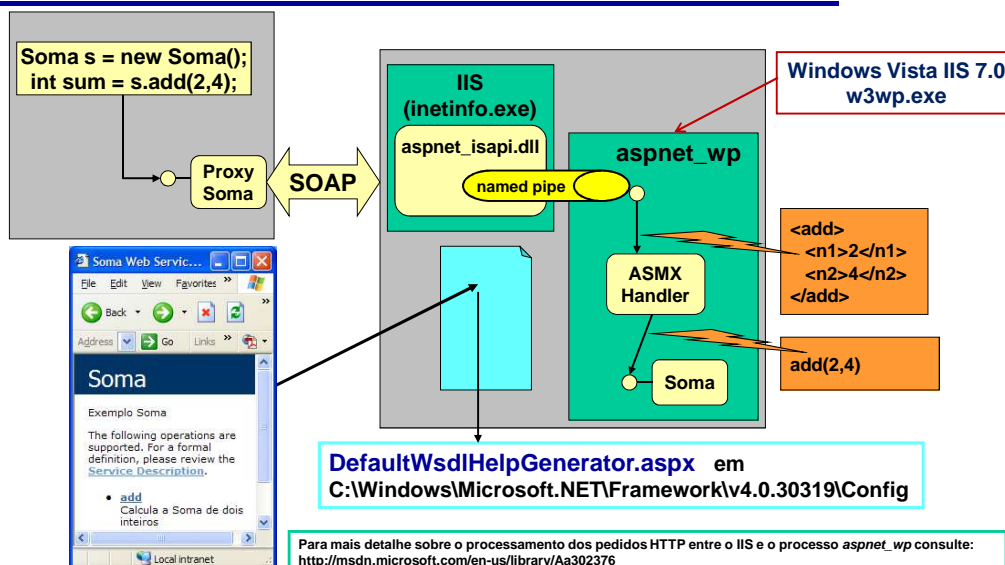 Soma s = new Soma();
int sum = s.add(2,4);
Proxy
Soma
SOAP
IIS
(inetinfo.exe)
aspnet_isapi.dll
named pipe
aspnet_wp
ASMX
Handler
Soma
Windows Vista IIS 7.0
w3wp.exe
<add>
<n1>2</n1>
<n2>4</n2>
</add>
add(2,4)
Soma Web Servic...
File Edit View Favorites »
Back
Address Go Links »
Soma
Exemplo Soma
The following operations are
supported. For a formal
definition, please review the
Service Description.
• add
Calcula a Soma de dois
inteiros
Local intranet
DefaultWsdlHelpGenerator.aspx em
C:\Windows\Microsoft.NET\Framework\v4.0.30319\Config
Para mais detalhe sobre o processamento dos pedidos HTTP entre o IIS e o processo aspnet_wp consulte:
http://msdn.microsoft.com/en-us/library/Aa302376